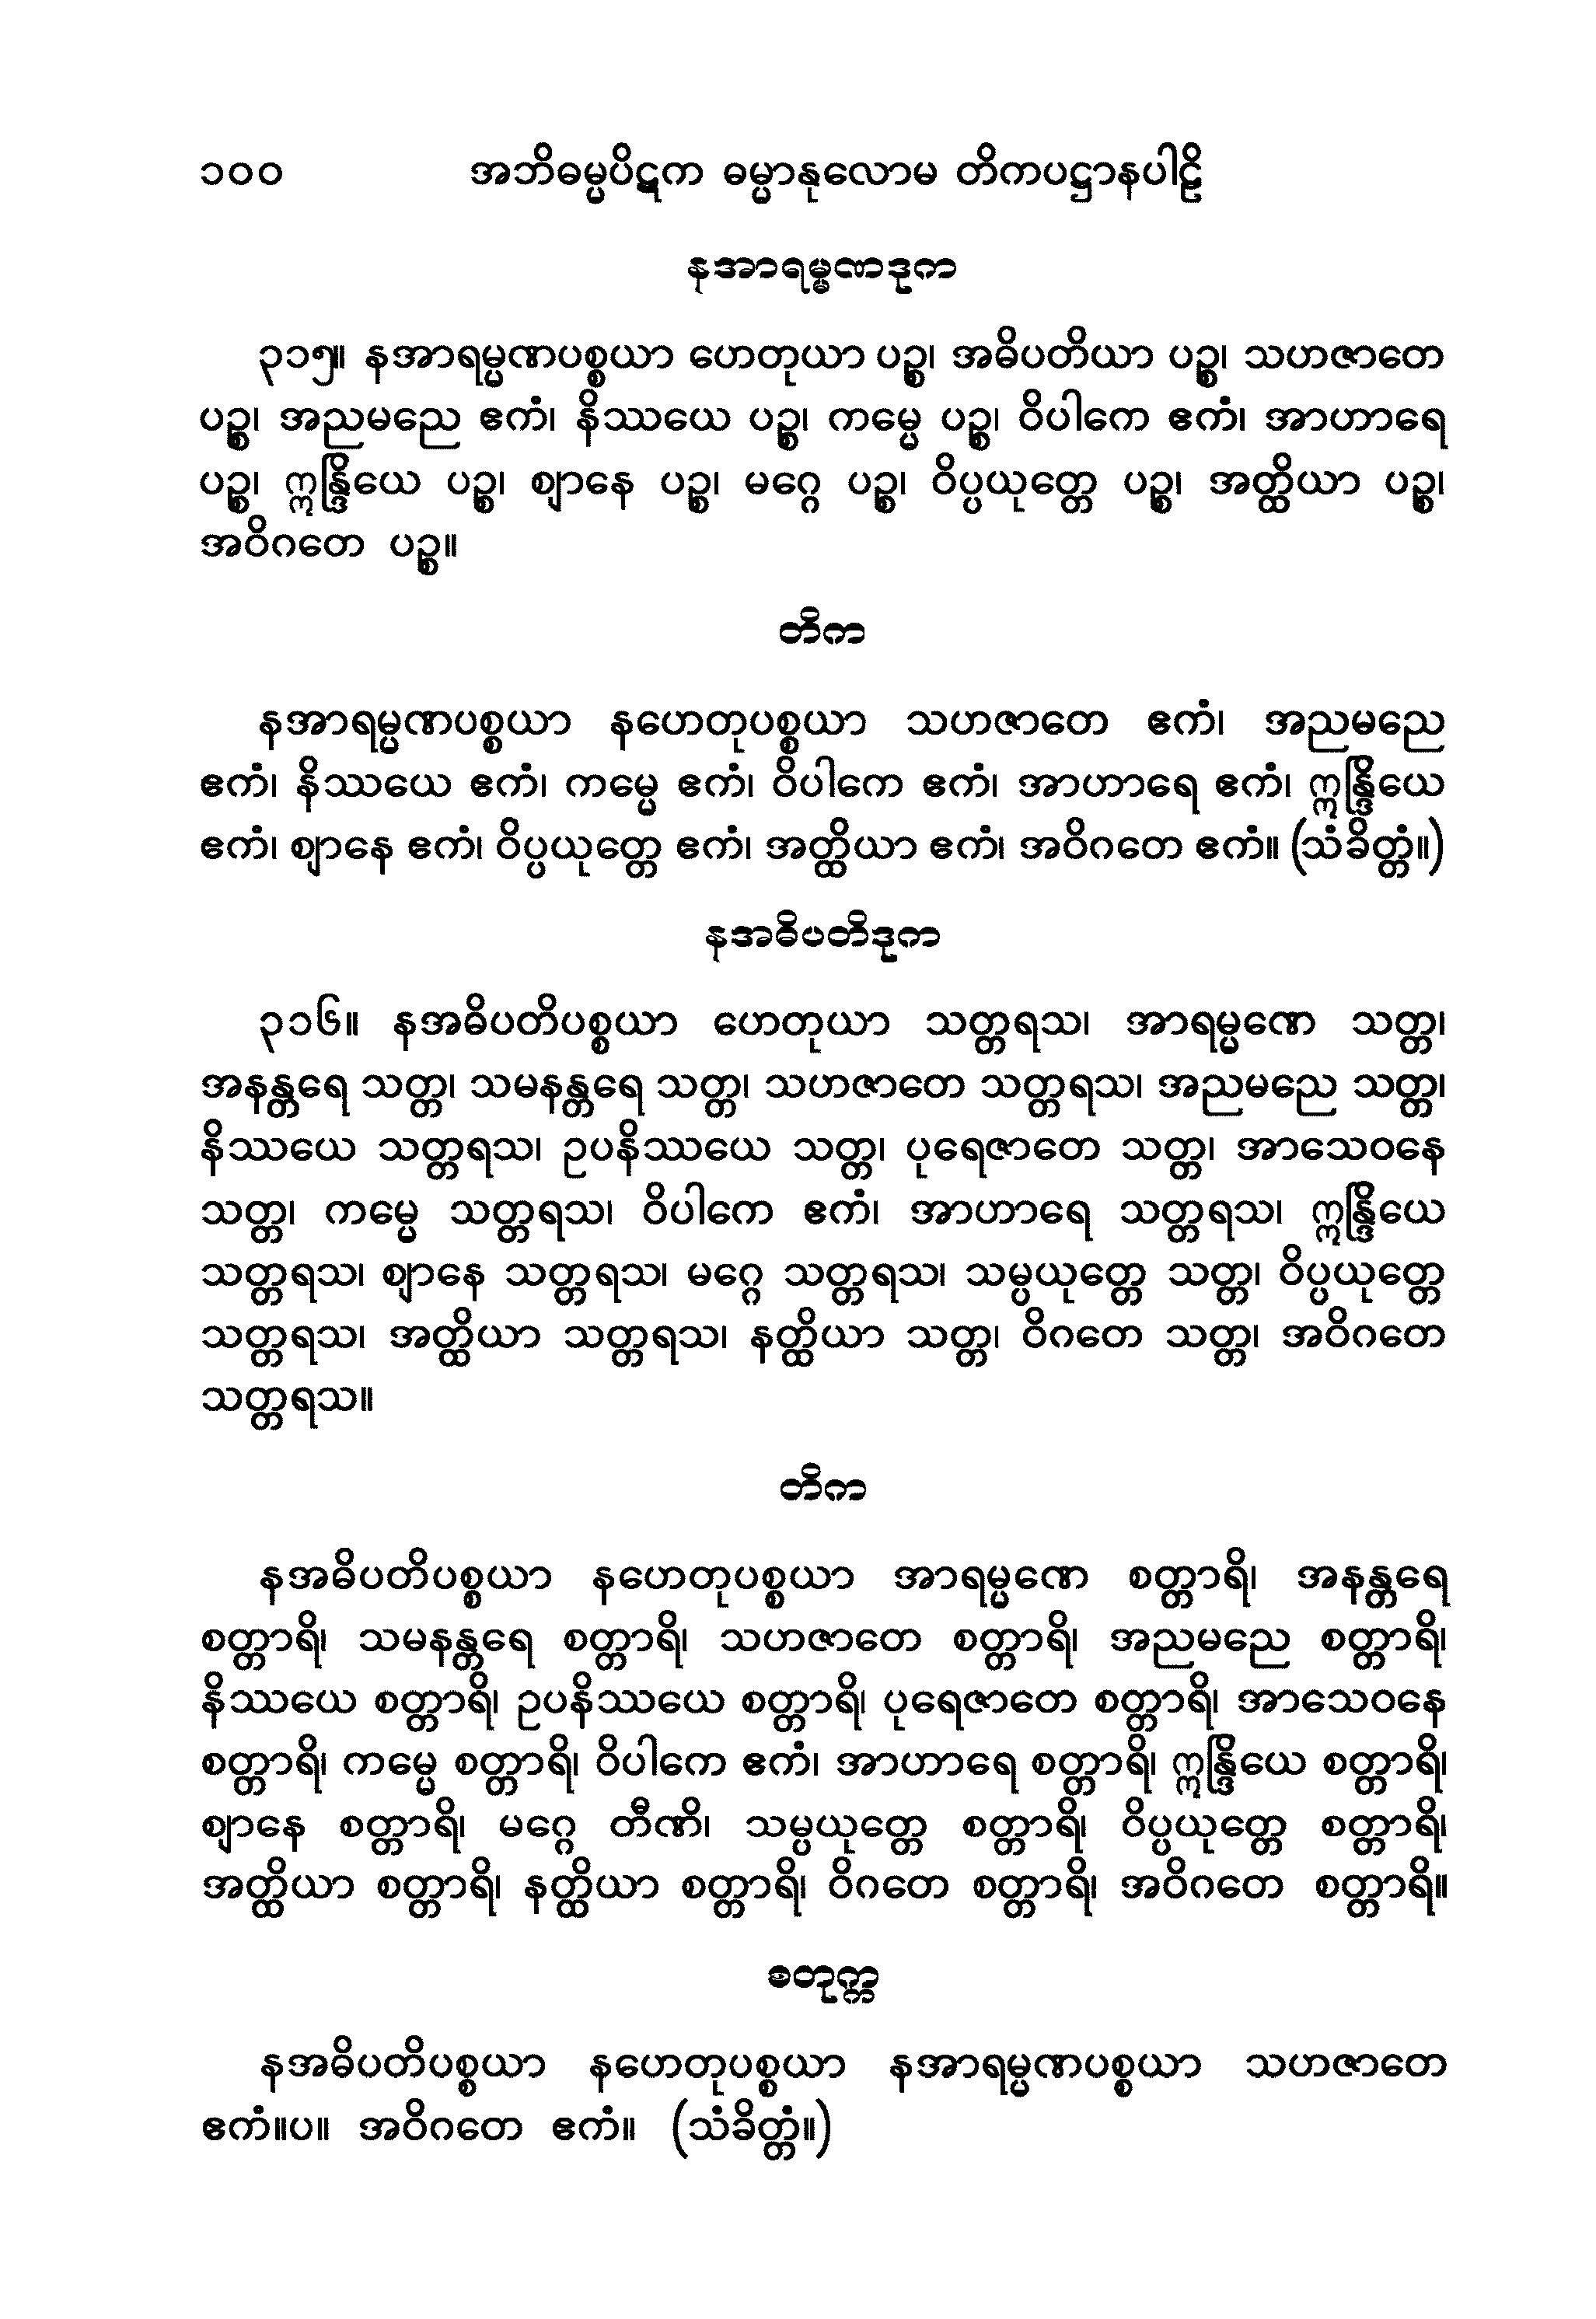 ၁၀၀ အဘိဓမ္မပိဋက ဓမ္မာနုလောမ တိကပဋ္ဌာနပါဠိ
နအာရမ္မဏဒုက
၃၁၅။ နအာရမ္မဏပစ္စယာ ဟေတုယာ ပဉ္စ၊ အဓိပတိယာ ပဉ္စ၊ သဟဇာတေ
ပဉ္စ၊ အညမညေ ဧကံ၊ နိဿယေ ပဉ္စ၊ ကမ္မေ ပဉ္စ၊ ဝိပါကေ ဧကံ၊ အာဟာရေ
ပဉ္စ၊ ဣန္ဒြိယေ ပဉ္စ၊ ဈာနေ ပဉ္စ၊ မဂ္ဂေ ပဉ္စ၊ ဝိပ္ပယုတ္တေ ပဉ္စ၊ အတ္ထိယာ ပဉ္စ၊
အဝိဂတေ ပဉ္စ။
တိက
နအာရမ္မဏပစ္စယာ နဟေတုပစ္စယာ သဟဇာတေ ဧကံ၊ အညမညေ
ဧကံ၊ နိဿယေ ဧကံ၊ ကမ္မေ ဧကံ၊ ဝိပါကေ ဧကံ၊ အာဟာရေ ဧကံ၊ ဣန္ဒြိယေ
ဧကံ၊ ဈာနေ ဧကံ၊ ဝိပ္ပယုတ္တေ ဧကံ၊ အတ္ထိယာ ဧကံ၊ အဝိဂတေ ဧကံ။ (သံခိတ္တံ။)
နအဓိပတိဒုက
၃၁၆။ နအဓိပတိပစ္စယာ ဟေတုယာ သတ္တရသ၊ အာရမ္မဏေ သတ္တ၊
အနန္တရေ သတ္တ၊ သမနန္တရေ သတ္တ၊ သဟဇာတေ သတ္တရသ၊ အညမညေ သတ္တ၊
နိဿယေ သတ္တရသ၊ ဥပနိဿယေ သတ္တ၊ ပုရေဇာတေ သတ္တ၊ အာသေဝနေ
သတ္တ၊ ကမ္မေ သတ္တရသ၊ ဝိပါကေ ဧကံ၊ အာဟာရေ သတ္တရသ၊ ဣန္ဒြိယေ
သတ္တရသ၊ ဈာနေ သတ္တရသ၊ မဂ္ဂေ သတ္တရသ၊ သမ္ပယုတ္တေ သတ္တ၊ ဝိပ္ပယုတ္တေ
သတ္တရသ၊ အတ္ထိယာ သတ္တရသ၊ နတ္ထိယာ သတ္တ၊ ဝိဂတေ သတ္တ၊ အဝိဂတေ
သတ္တရသ။
တိက
နအဓိပတိပစ္စယာ နဟေတုပစ္စယာ အာရမ္မဏေ စတ္တာရိ၊ အနန္တရေ
စတ္တာရိ၊ သမနန္တရေ စတ္တာရိ၊ သဟဇာတေ စတ္တာရိ၊ အညမညေ စတ္တာရိ၊
နိဿယေ စတ္တာရိ၊ ဥပနိဿယေ စတ္တာရိ၊ ပုရေဇာတေ စတ္တာရိ၊ အာသေဝနေ
စတ္တာရိ၊ ကမ္မေ စတ္တာရိ၊ ဝိပါကေ ဧကံ၊ အာဟာရေ စတ္တာရိ၊ ဣန္ဒြိယေ စတ္တာရိ၊
ဈာနေ စတ္တာရိ၊ မဂ္ဂေ တီဏိ၊ သမ္ပယုတ္တေ စတ္တာရိ၊ ဝိပ္ပယုတ္တေ စတ္တာရိ၊
အတ္ထိယာ စတ္တာရိ၊ နတ္ထိယာ စတ္တာရိ၊ ဝိဂတေ စတ္တာရိ၊ အဝိဂတေ စတ္တာရိ။
စတုက္က
နအဓိပတိပစ္စယာ နဟေတုပစ္စယာ နအာရမ္မဏပစ္စယာ သဟဇာတေ
ဧကံ။ပ။ အဝိဂတေ ဧကံ။ (သံခိတ္တံ။)